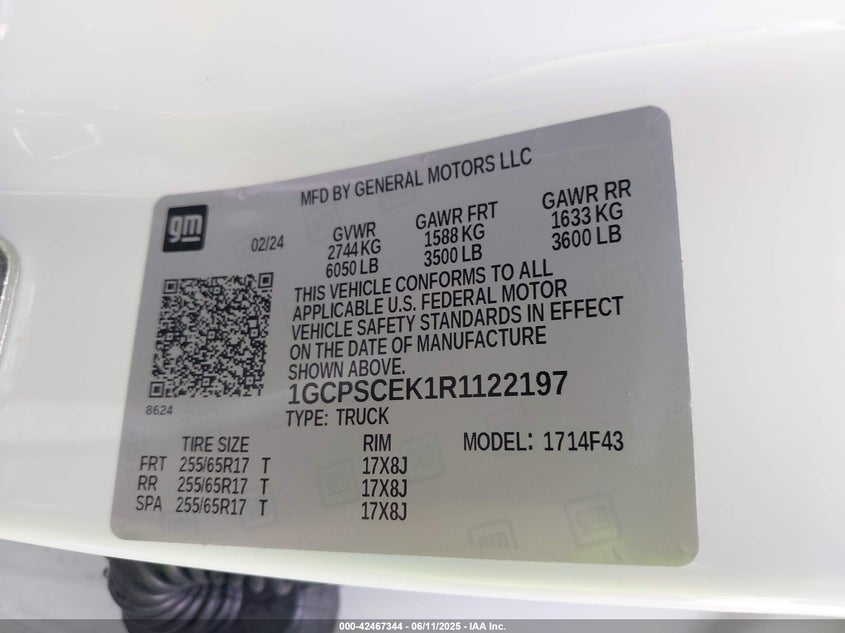 MFD BY GENERAL MOTORS LLC
gm
02/24
GVWR
2744 KG
6050 LB
GAWR FRT
1588 KG
3500 LB
GAWR RR
1633 KG
3600 LB
THIS VEHICLE CONFORMS TO ALL
APPLICABLE U.S. FEDERAL MOTOR
VEHICLE SAFETY STANDARDS IN EFFECT
ON THE DATE OF MANUFACTURE
SHOWN ABOVE.
8624
1GCPSCEK1R1122197
TYPE: TRUCK
TIRE SIZE RIM MODEL: 1714F43
FRT 255/65R17 T 17X8J
RR 255/65R17 T 17X8J
SPA 255/65R17 T 17X8J
000-42467344 - 06/11/2025 - IAA Inc.